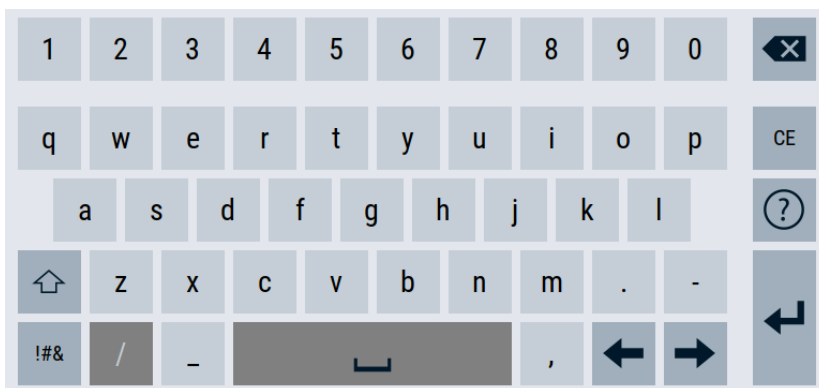 1 2 3 4 5 6 7 8 9 0
q w e r t y u i o p CE
a s d f g h j k l ?
z x c v b n m . -
!#& / _ ,